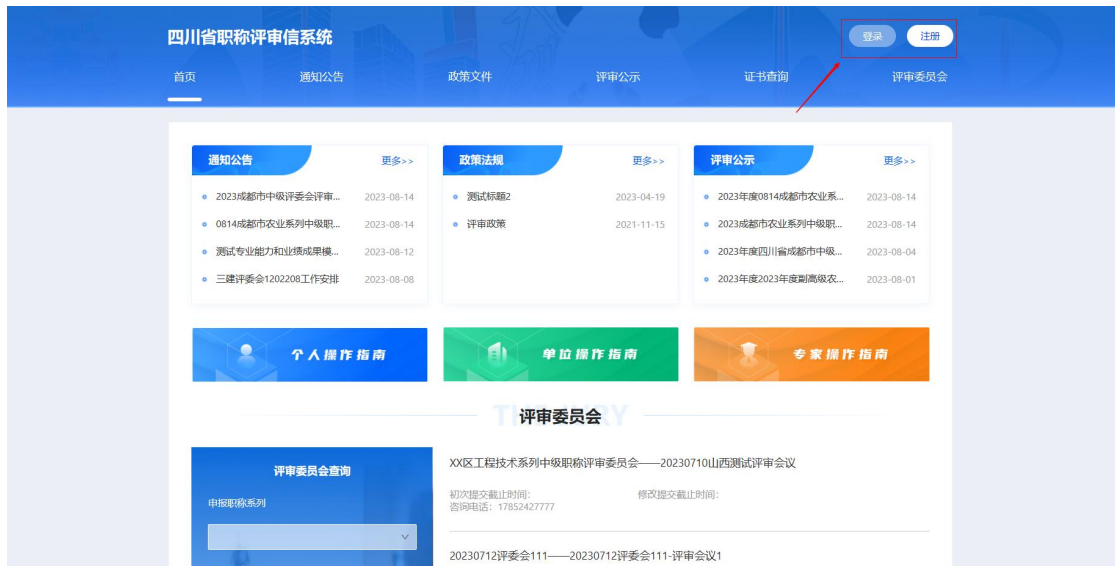 四川省职称评审信系统
登录 注册
首页 通知公告 政策文件 评审公示 证书查询 评审委员会
通知公告 更多>>
2023成都市中级评委会评审... 2023-08-14
0814成都市农业系列中级职... 2023-08-14
测试专业能力和业绩成果模... 2023-08-12
三建评委会1202208工作安排 2023-08-08
政策法规 更多>>
测试标题2 2023-04-19
评审政策 2021-11-15
评审公示 更多>>
2023年度0814成都市农业系... 2023-08-14
2023成都市农业系列中级职... 2023-08-14
2023年度四川省成都市中级... 2023-08-04
2023年度2023年度副高级农... 2023-08-01
个人操作指南 单位操作指南 专家操作指南
评审委员会
评审委员会查询
申报职称系列
XX区工程技术系列中级职称评审委员会——20230710山西测试评审会议
初次提交截止时间: 修改提交截止时间:
咨询电话: 17852427777
20230712评委会111——20230712评委会111-评审会议1